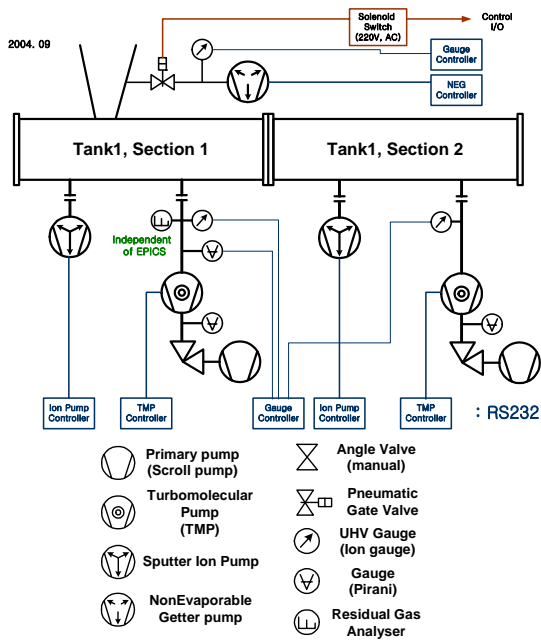 2004. 09
Solenoid
Switch
(220V, AC)
Control
I/O
Gauge
Controller
NEG
Controller
Tank1, Section 1
Tank1, Section 2
Independent
of EPICS
Ion Pump
Controller
TMP
Controller
Gauge
Controller
Ion Pump
Controller
TMP
Controller
: RS232
Primary pump
(Scroll pump)
Turbomolecular
Pump
(TMP)
Sputter Ion Pump
NonEvaporable
Getter pump
Angle Valve
(manual)
Pneumatic
Gate Valve
UHV Gauge
(Ion gauge)
Gauge
(Pirani)
Residual Gas
Analyser